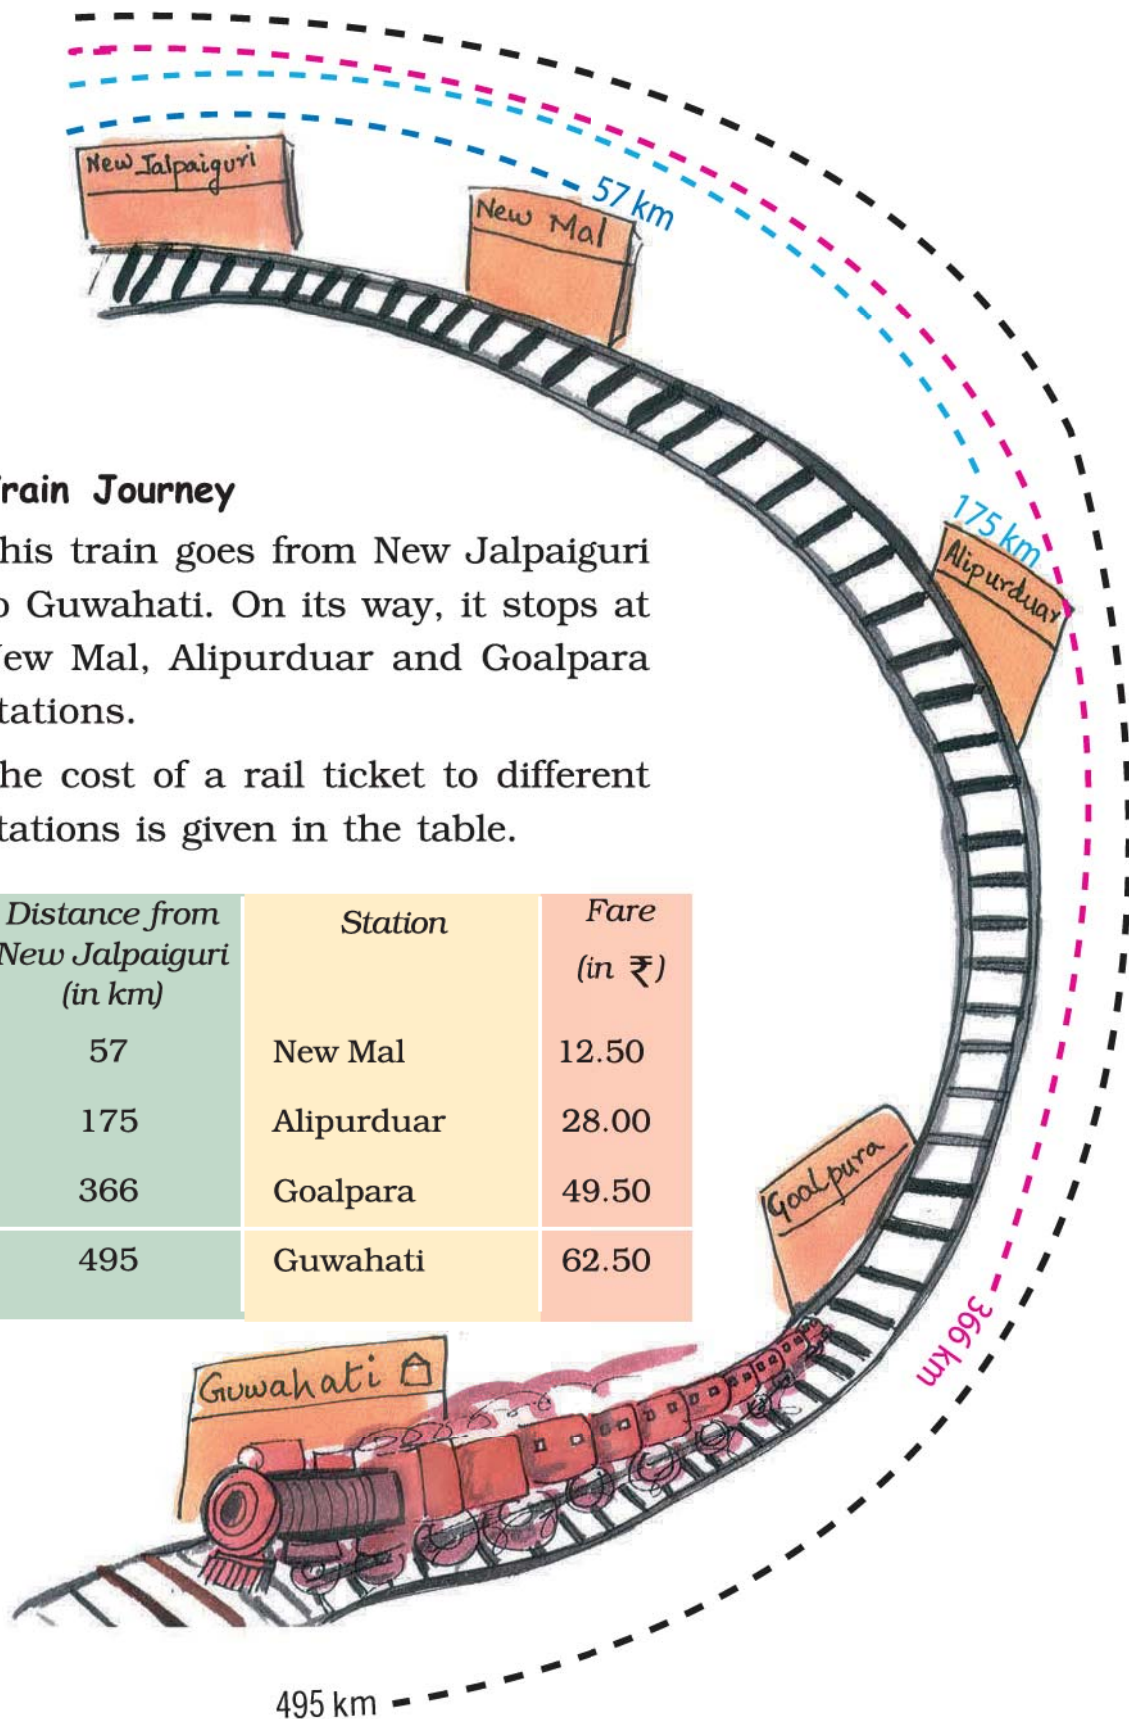 New Jalpaiguri
New Mal
57 km
175 km
Alipurduar
rain Journey
his train goes from New Jalpaiguri
o Guwahati. On its way, it stops at
ew Mal, Alipurduar and Goalpara
tations.
he cost of a rail ticket to different
tations is given in the table.
Distance from New Jalpaiguri (in km) Station Fare (in ₹)
57 New Mal 12.50
175 Alipurduar 28.00
366 Goalpara 49.50
495 Guwahati 62.50
Goalpura
366 km
Guwahati
495 km